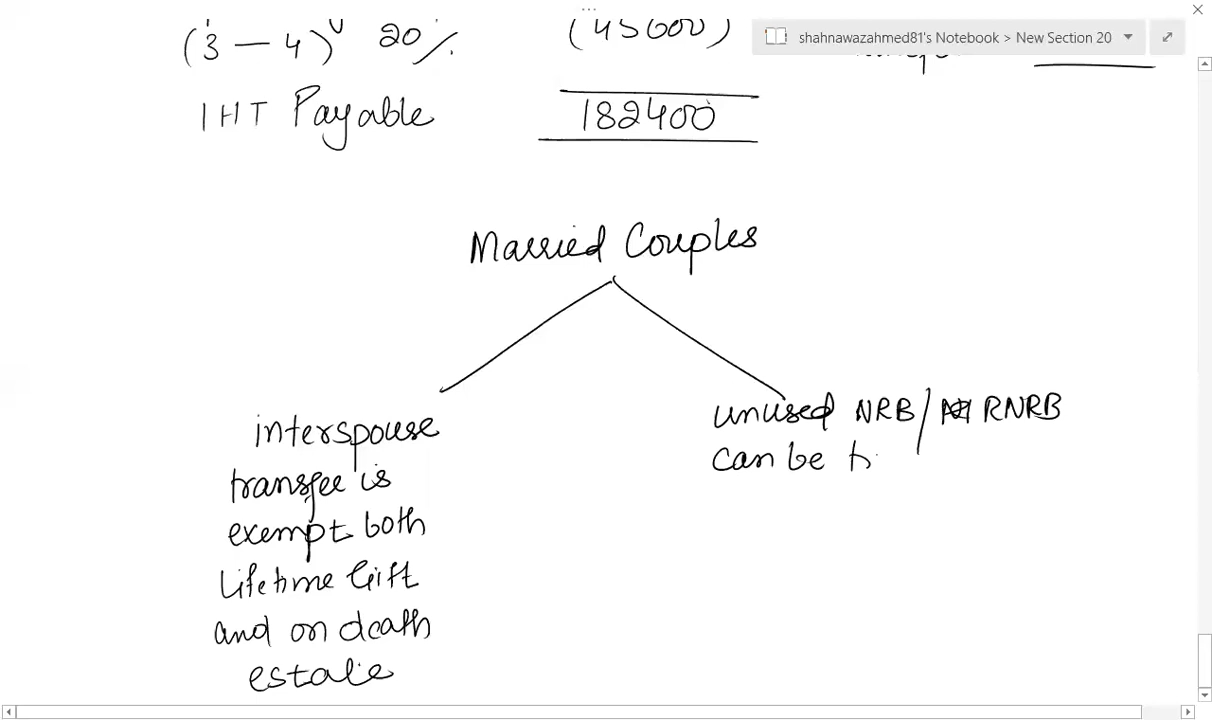 (3 – 4) 20%. (45600)
shahnawazahmed81's Notebook > New Section 20
IHT Payable 182400
Married Couples
interspouse
transfer is
exempt both
Lifetime Gift
and on death
estate
unused NRB/ RNRB
can be t